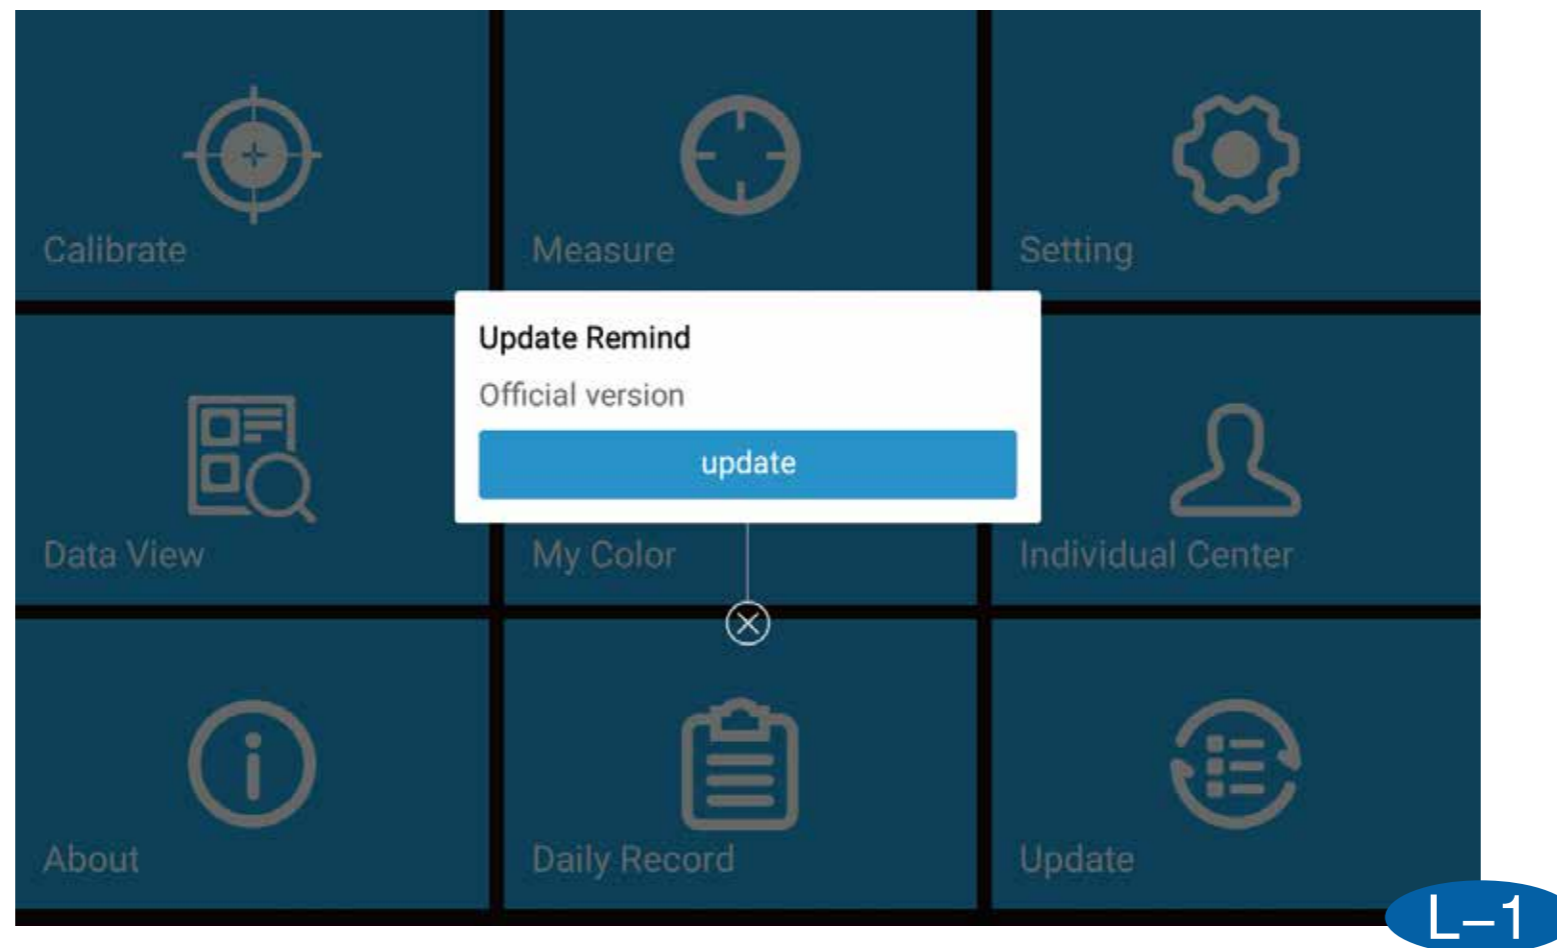 Calibrate
Measure
Setting
Update Remind
Official version
update
Data View
My Color
Individual Center
About
Daily Record
Update
L–1